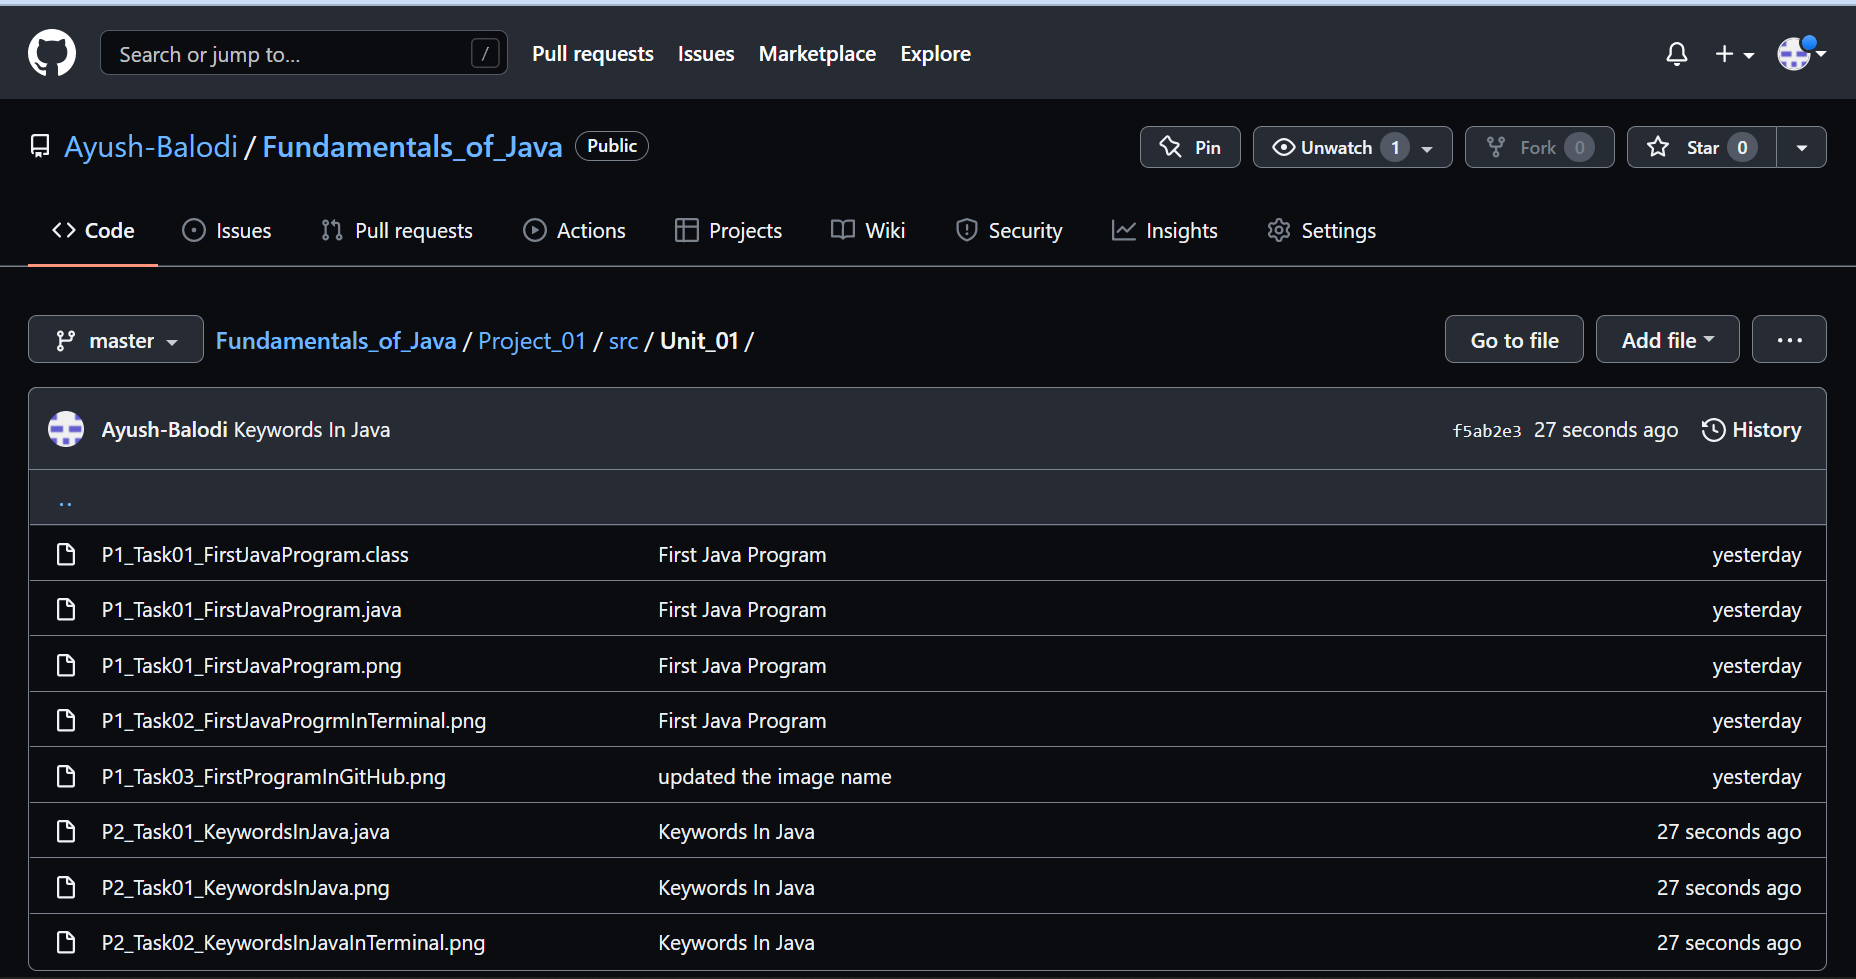 Search or jump to... / Pull requests Issues Marketplace Explore
Ayush-Balodi / Fundamentals_of_Java Public Pin Unwatch 1 Fork 0 Star 0
Code Issues Pull requests Actions Projects Wiki Security Insights Settings
master Fundamentals_of_Java / Project_01 / src / Unit_01 / Go to file Add file ...
Ayush-Balodi Keywords In Java f5ab2e3 27 seconds ago History
..
P1_Task01_FirstJavaProgram.class First Java Program yesterday
P1_Task01_FirstJavaProgram.java First Java Program yesterday
P1_Task01_FirstJavaProgram.png First Java Program yesterday
P1_Task02_FirstJavaProgrmInTerminal.png First Java Program yesterday
P1_Task03_FirstProgramInGitHub.png updated the image name yesterday
P2_Task01_KeywordsInJava.java Keywords In Java 27 seconds ago
P2_Task01_KeywordsInJava.png Keywords In Java 27 seconds ago
P2_Task02_KeywordsInJavaInTerminal.png Keywords In Java 27 seconds ago